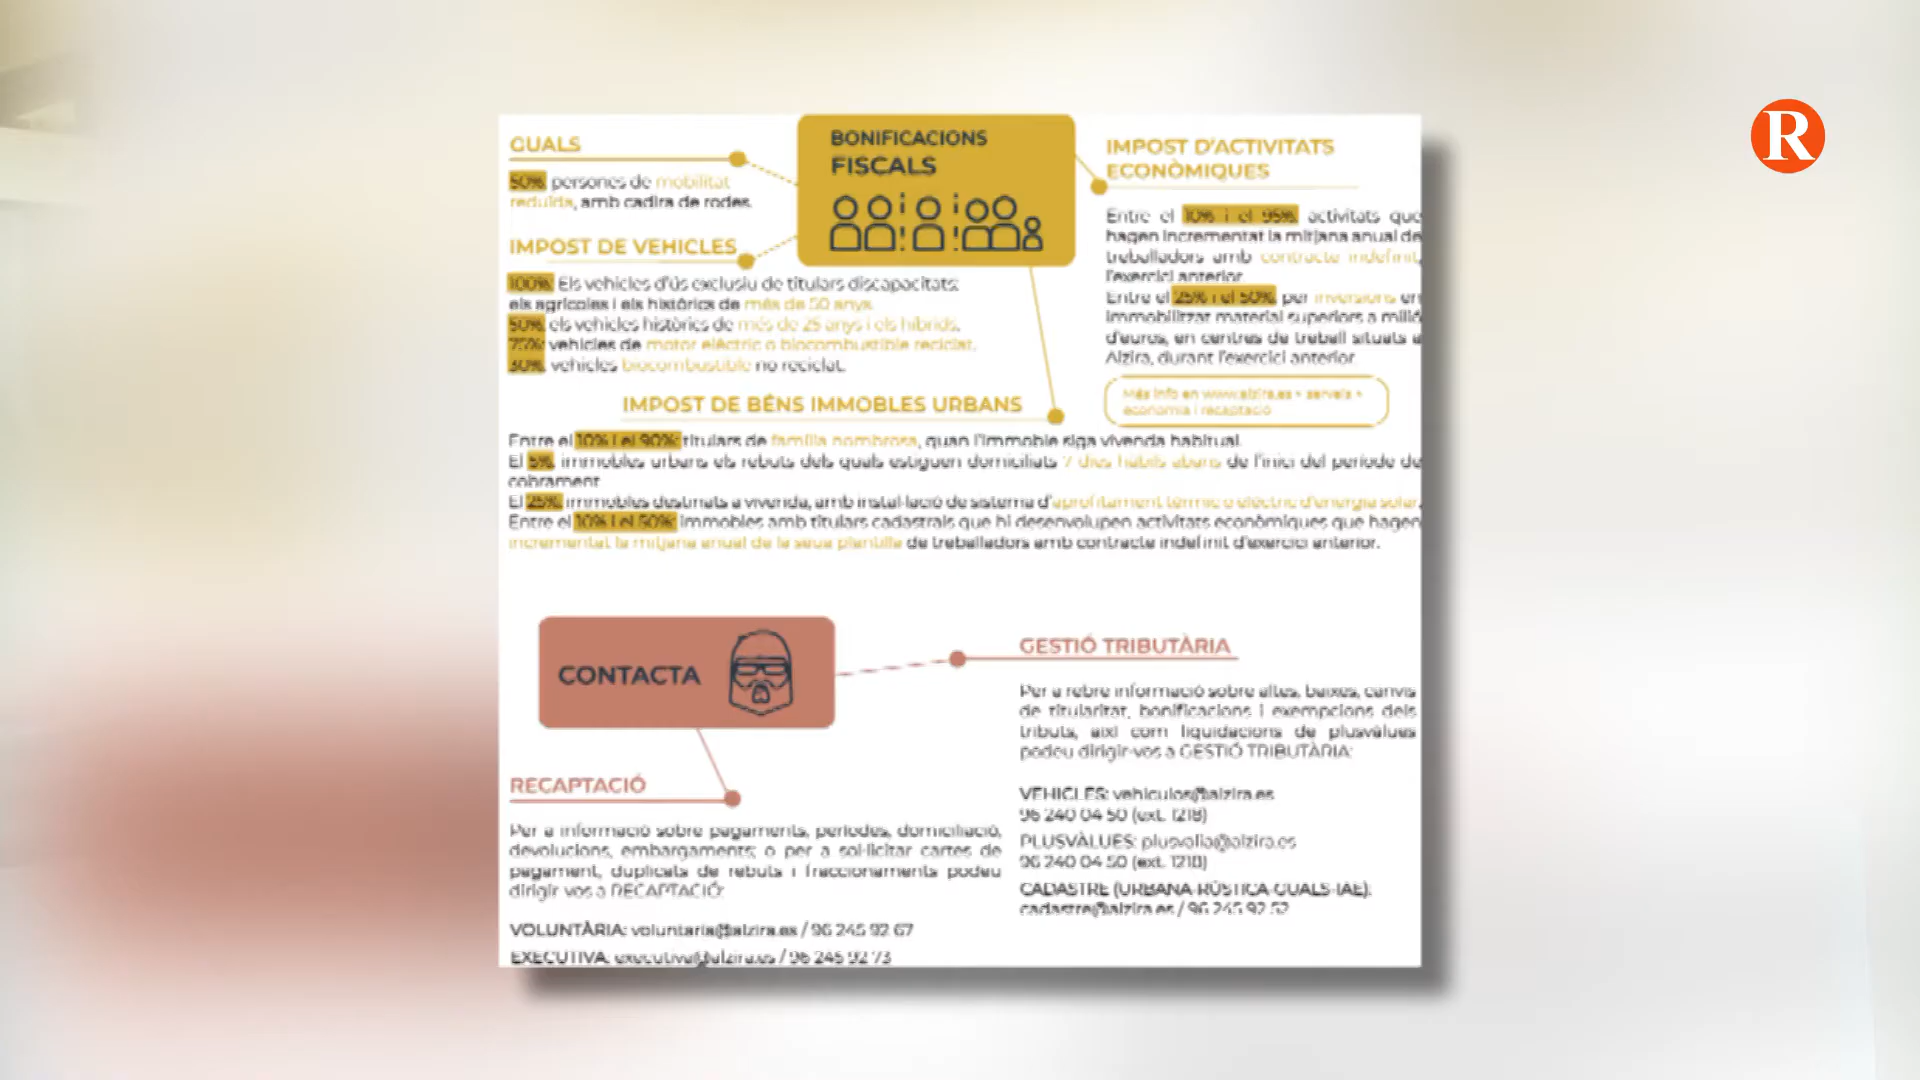 R
BONIFICACIONS
FISCALS
GUALS
50% persones de mobilitat
reduïda, amb cadira de rodes.
IMPOST DE VEHICLES
100% Els vehicles d'ús exclusiu de titulars discapacitats;
els agrícoles i els històrics de més de 50 anys.
50% els vehicles històrics de més de 25 anys i els híbrids.
75% vehicles de motor elèctric o biocombustible reciclat.
30% vehicles biocombustible no reciclat.
IMPOST D'ACTIVITATS
ECONÒMIQUES
Entre el 10% i el 95% activitats que
hagen incrementat la mitjana anual de
treballadors amb contracte indefinit,
l'exercici anterior.
Entre el 25% i el 50%, per inversions en
immobilitzat material superiors a milió
d'euros, en centres de treball situats a
Alzira, durant l'exercici anterior.
Més info en www.alzira.es + serveis +
economia i recaptació
IMPOST DE BÉNS IMMOBLES URBANS
Entre el 10% i el 90%: titulars de família nombrosa, quan l'immoble siga vivenda habitual.
El 5%, immobles urbans els rebuts dels quals estiguen domiciliats 7 dies hàbils abans de l'inici del període de
cobrament.
El 25% immobles destinats a vivenda, amb instal·lació de sistema d'aprofitament tèrmic o elèctric d'energia solar.
Entre el 10% i el 50%: immobles amb titulars cadastrals que hi desenvolupen activitats econòmiques que hagen
incrementat la mitjana anual de la seua plantilla de treballadors amb contracte indefinit d'exercici anterior.
CONTACTA
GESTIÓ TRIBUTÀRIA
Per a rebre informació sobre altes, baixes, canvis
de titularitat, bonificacions i exempcions dels
tributs, així com liquidacions de plusvàlues
podeu dirigir-vos a GESTIÓ TRIBUTÀRIA:
VEHICLES: vehiculos@alzira.es
96 240 04 50 (ext. 1218)
PLUSVÀLUES: plusvalia@alzira.es
96 240 04 50 (ext. 1218)
CADASTRE (URBANA-RÚSTICA-GUALS-IAE):
cadastre@alzira.es / 96 245 92 52
RECAPTACIÓ
Per a informació sobre pagaments, períodes, domiciliació,
devolucions, embargaments; o per a sol·licitar cartes de
pagament, duplicats de rebuts i fraccionaments podeu
dirigir-vos a RECAPTACIÓ:
VOLUNTÀRIA: voluntaria@alzira.es / 96 245 92 67
EXECUTIVA: executiva@alzira.es / 96 245 92 73